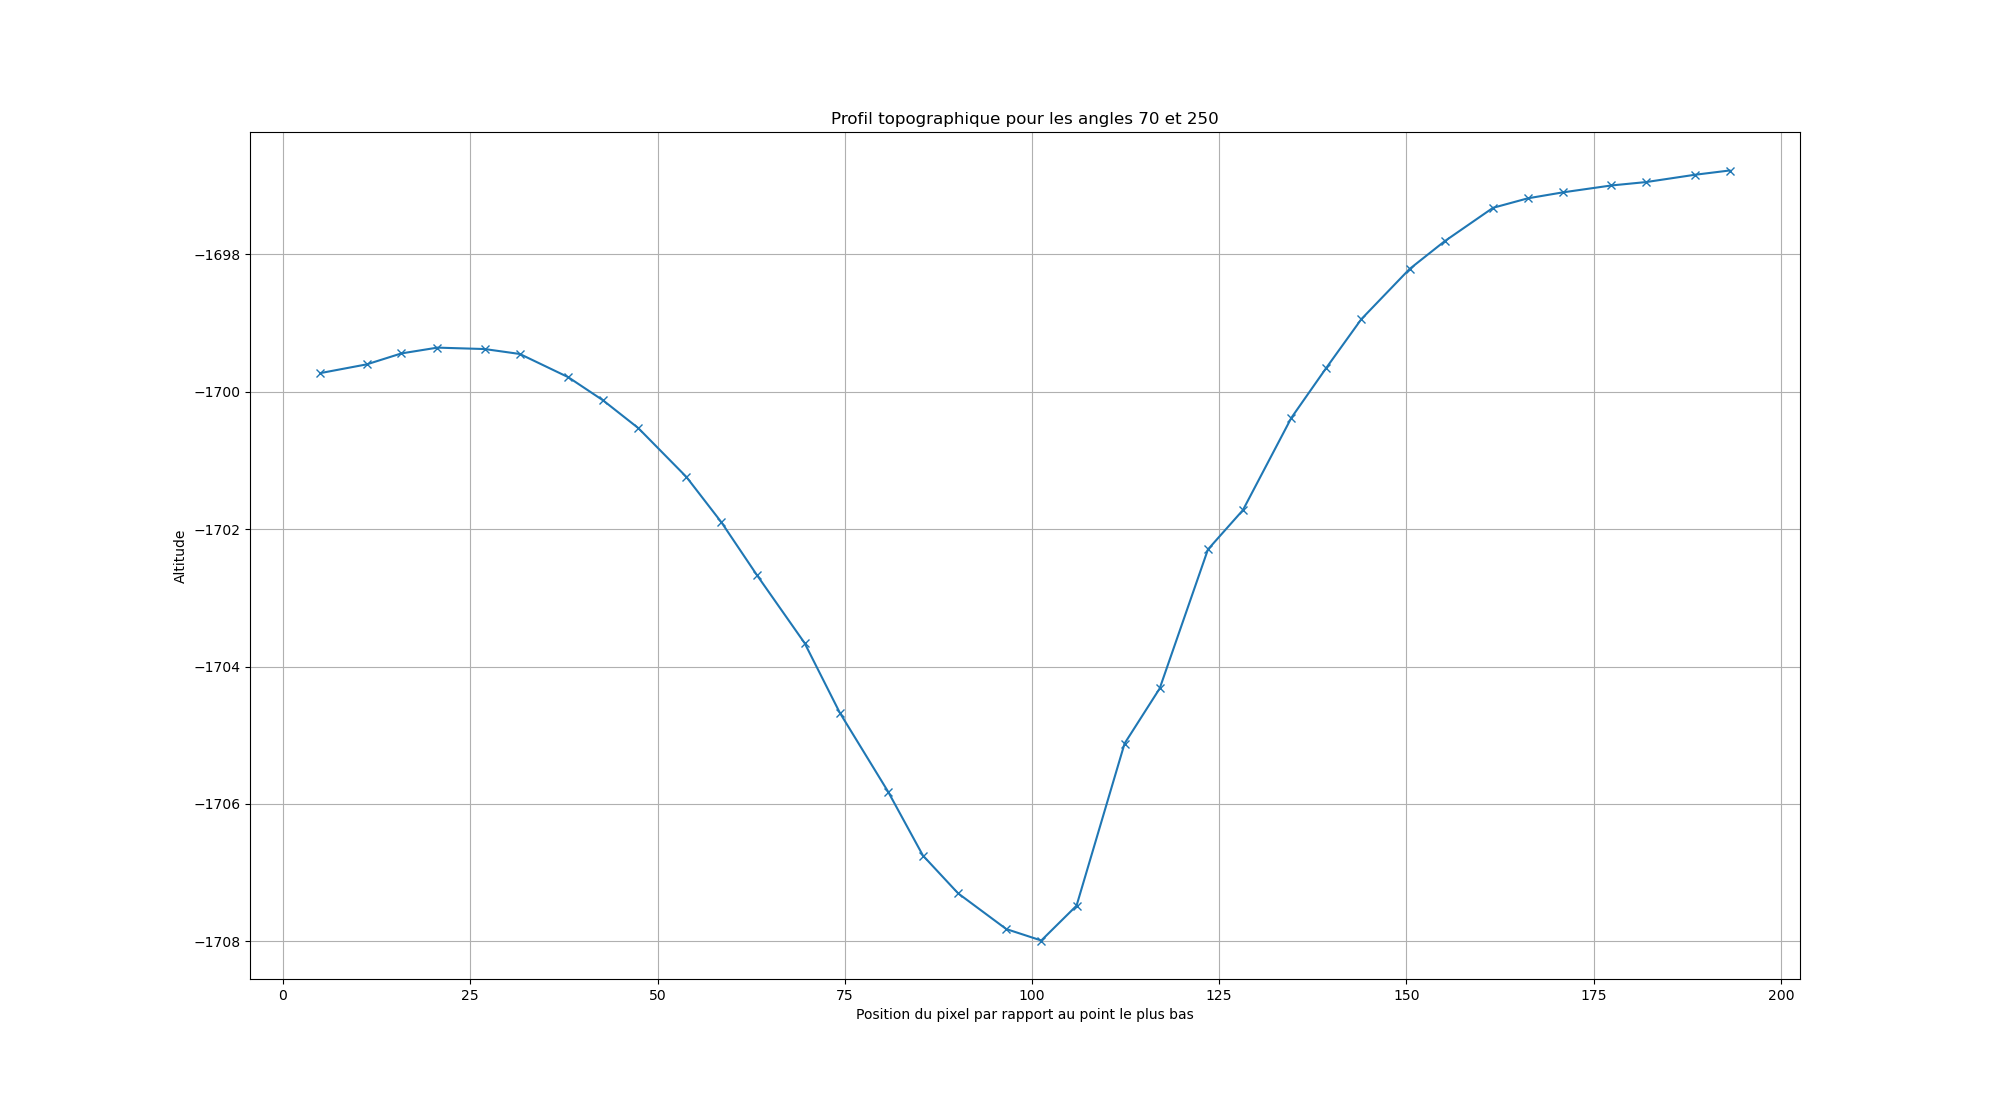 Profil topographique pour les angles 70 et 250
Altitude
−1698
−1700
−1702
−1704
−1706
−1708
0 25 50 75 100 125 150 175 200
Position du pixel par rapport au point le plus bas